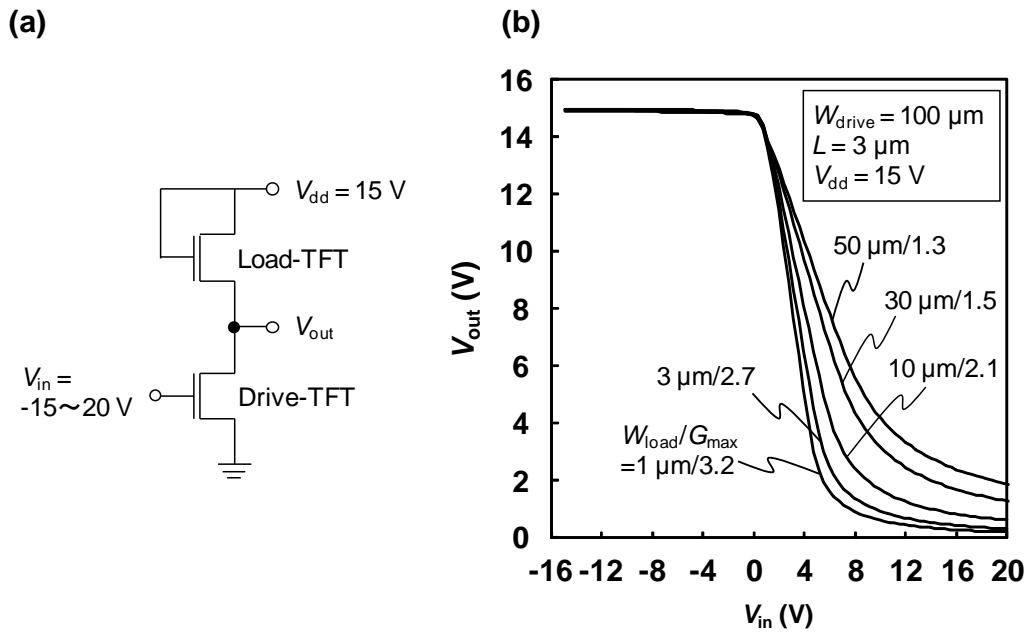 (a)
V_dd = 15 V
Load-TFT
V_out
V_in =
-15～20 V
Drive-TFT
(b)
V_out (V)
16
14
12
10
8
6
4
2
0
W_drive = 100 µm
L = 3 µm
V_dd = 15 V
50 µm/1.3
30 µm/1.5
10 µm/2.1
3 µm/2.7
W_load/G_max
=1 µm/3.2
-16 -12 -8 -4 0 4 8 12 16 20
V_in (V)